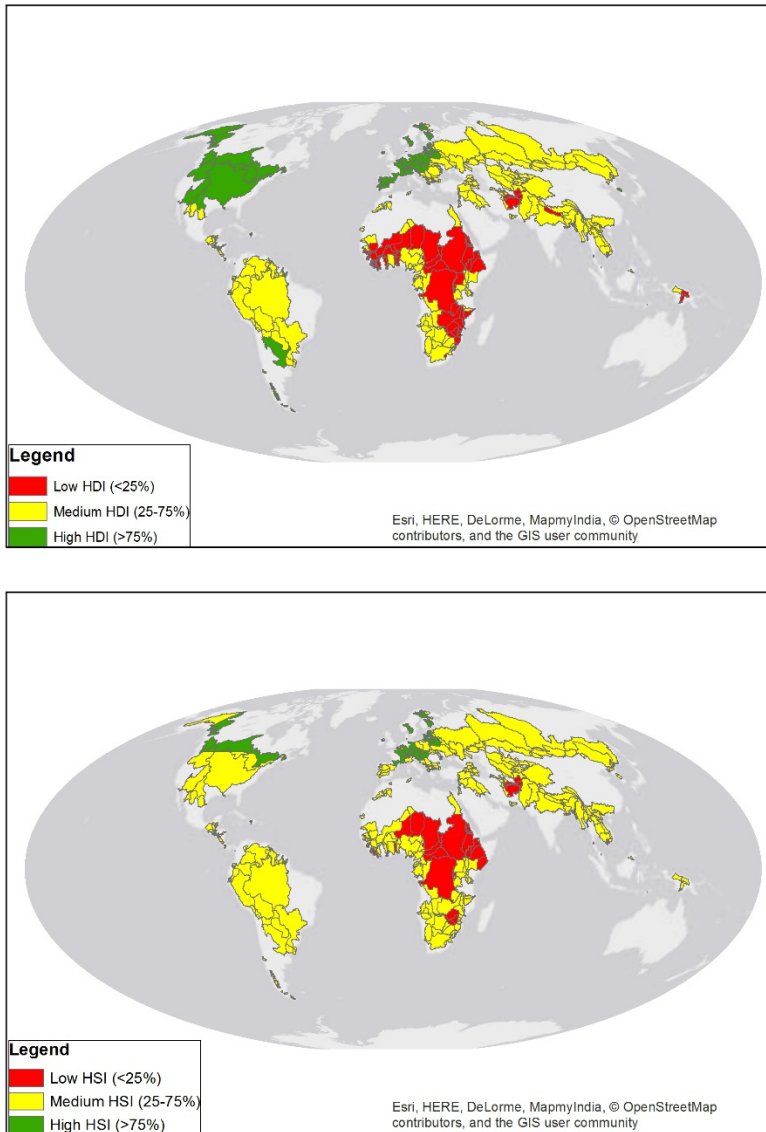 Legend
Low HDI (<25%)
Medium HDI (25-75%)
High HDI (>75%)
Esri, HERE, DeLorme, MapmyIndia, © OpenStreetMap
contributors, and the GIS user community
Legend
Low HSI (<25%)
Medium HSI (25-75%)
High HSI (>75%)
Esri, HERE, DeLorme, MapmyIndia, © OpenStreetMap
contributors, and the GIS user community